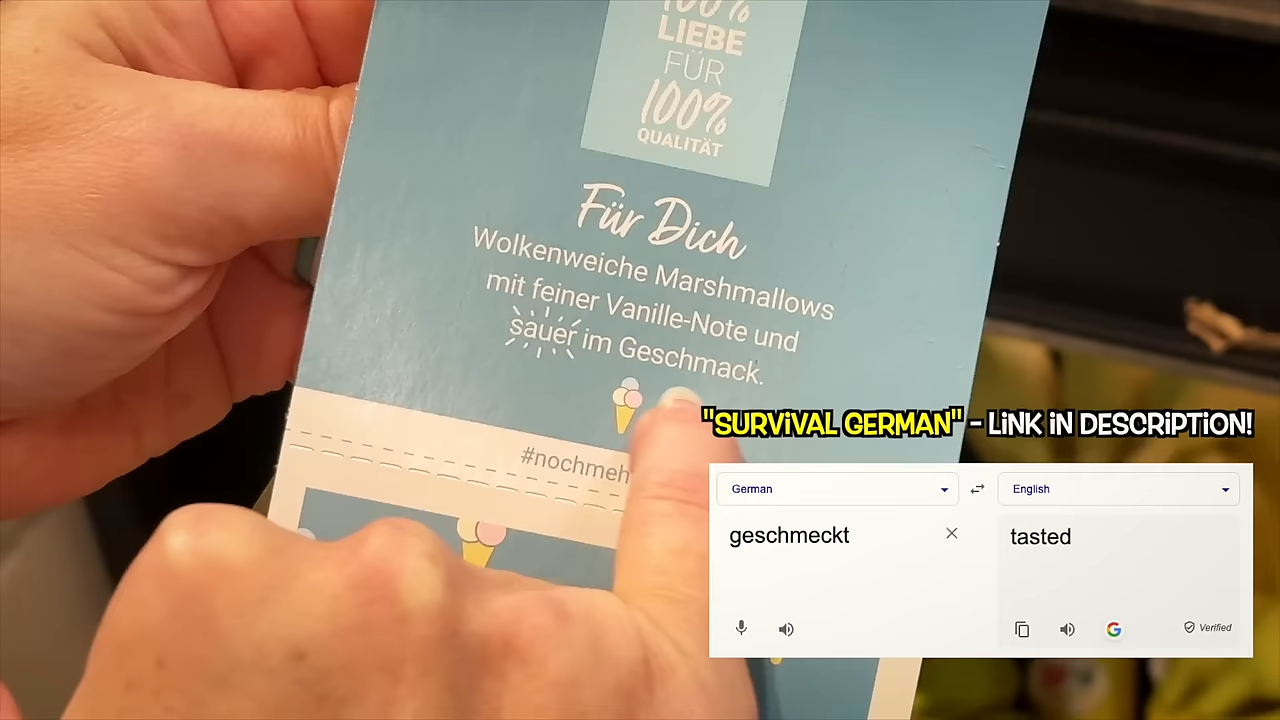 100%
LIEBE
FÜR
100%
QUALITÄT
Für Dich
Wolkenweiche Marshmallows
mit feiner Vanille-Note und
sauer im Geschmack.
#nochmeh
"SURViVAL GERMAN" - LiNK iN DESCRiPTiON!
German
English
geschmeckt
tasted
Verified